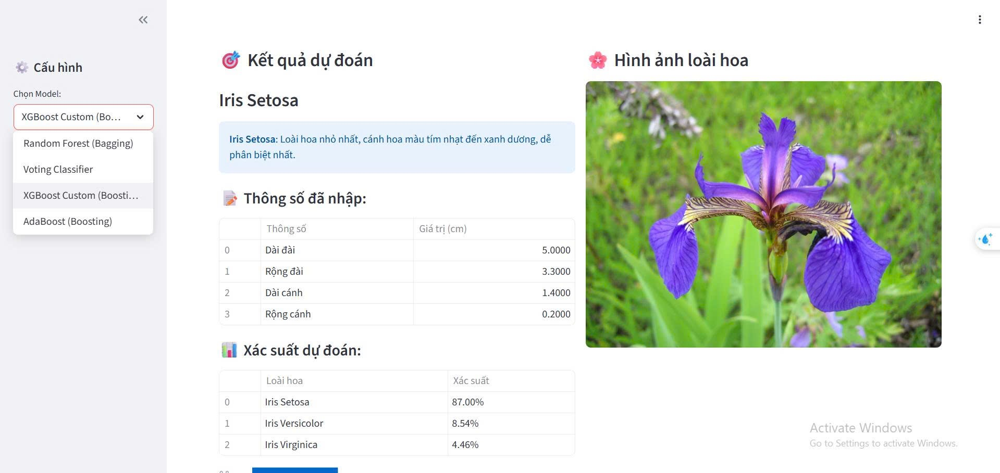 Cấu hình
Chọn Model:
XGBoost Custom (Bo...
Random Forest (Bagging)
Voting Classifier
XGBoost Custom (Boosti...
AdaBoost (Boosting)
Kết quả dự đoán
Iris Setosa
Iris Setosa: Loài hoa nhỏ nhất, cánh hoa màu tím nhạt đến xanh dương, dễ
phân biệt nhất.
Thông số đã nhập:
Thông số Giá trị (cm)
0 Dài đài 5.0000
1 Rộng đài 3.3000
2 Dài cánh 1.4000
3 Rộng cánh 0.2000
Xác suất dự đoán:
Loài hoa Xác suất
0 Iris Setosa 87.00%
1 Iris Versicolor 8.54%
2 Iris Virginica 4.46%
Hình ảnh loài hoa
Activate Windows
Go to Settings to activate Windows.